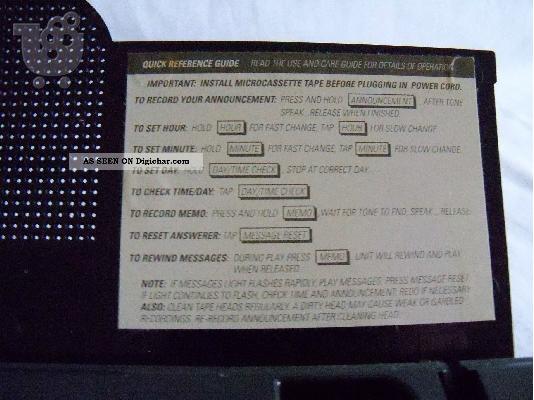 QUICK REFERENCE GUIDE READ THE USE AND CARE GUIDE FOR DETAILS OF OPERATION
IMPORTANT: INSTALL MICROCASSETTE TAPE BEFORE PLUGGING IN POWER CORD.
TO RECORD YOUR ANNOUNCEMENT: PRESS AND HOLD ANNOUNCEMENT, AFTER TONE
SPEAK...RELEASE WHEN FINISHED.
TO SET HOUR: HOLD HOUR FOR FAST CHANGE, TAP HOUR FOR SLOW CHANGE.
TO SET MINUTE: HOLD MINUTE FOR FAST CHANGE, TAP MINUTE FOR SLOW CHANGE.
AS SEEN ON Digichar.com
TO SET DAY: HOLD DAY/TIME CHECK, STOP AT CORRECT DAY.
TO CHECK TIME/DAY: TAP DAY/TIME CHECK
TO RECORD MEMO: PRESS AND HOLD MEMO, WAIT FOR TONE TO END, SPEAK... RELEASE.
TO RESET ANSWERER: TAP MESSAGE RESET
TO REWIND MESSAGES: DURING PLAY PRESS MEMO. UNIT WILL REWIND AND PLAY
WHEN RELEASED.
NOTE: IF MESSAGES LIGHT FLASHES RAPIDLY, PLAY MESSAGES, PRESS MESSAGE RESET.
IF LIGHT CONTINUES TO FLASH, CHECK TIME AND ANNOUNCEMENT; REDO IF NECESSARY.
ALSO: CLEAN TAPE HEADS REGULARLY. A DIRTY HEAD MAY CAUSE WEAK OR GARBLED
RECORDINGS. RE-RECORD ANNOUNCEMENT AFTER CLEANING HEAD.